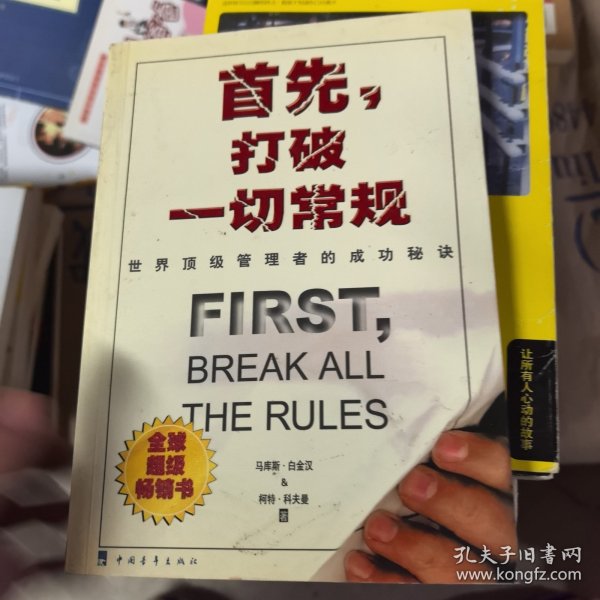 首先，
打破
一切常规
世界顶级管理者的成功秘诀
FIRST,
BREAK ALL
THE RULES
全球
超级
畅销书
马库斯·白金汉
&
柯特·科夫曼
著
中国青年出版社
让所有人心动的故事
孔夫子旧书网
www.kongfz.com